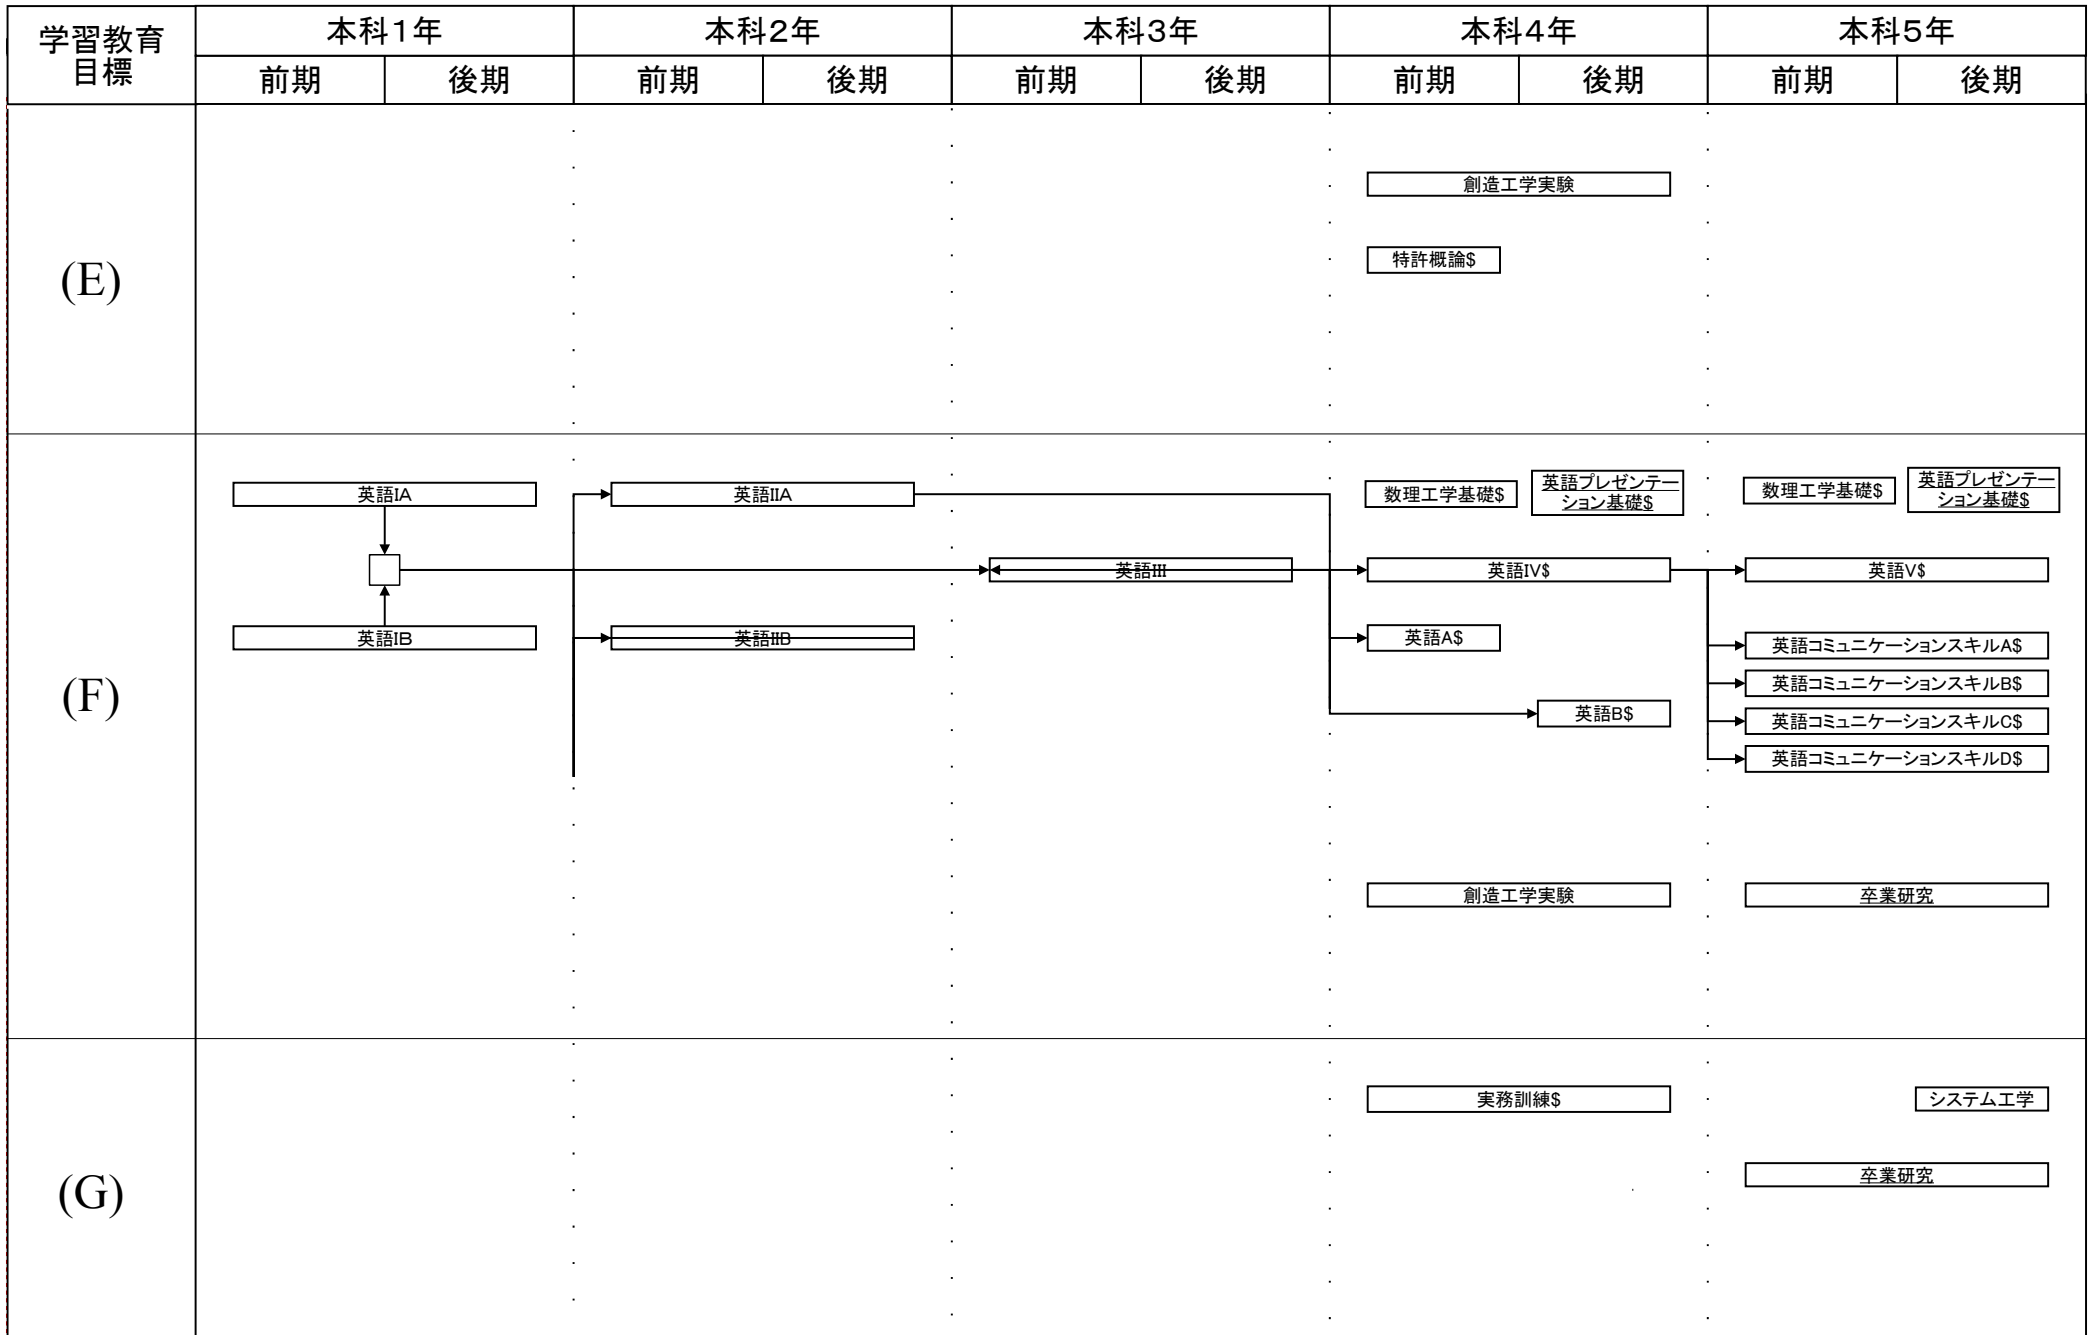 学習教育
目標
本科１年
本科２年
本科３年
本科４年
本科５年
前期
後期
前期
後期
前期
後期
前期
後期
前期
後期
(E)
創造工学実験
特許概論$
(F)
英語IA
英語IIA
数理工学基礎$
英語プレゼンテー
ション基礎$
数理工学基礎$
英語プレゼンテー
ション基礎$
英語III
英語IV$
英語V$
英語IB
英語IIB
英語A$
英語コミュニケーションスキルA$
英語コミュニケーションスキルB$
英語B$
英語コミュニケーションスキルC$
英語コミュニケーションスキルD$
創造工学実験
卒業研究
(G)
実務訓練$
システム工学
卒業研究